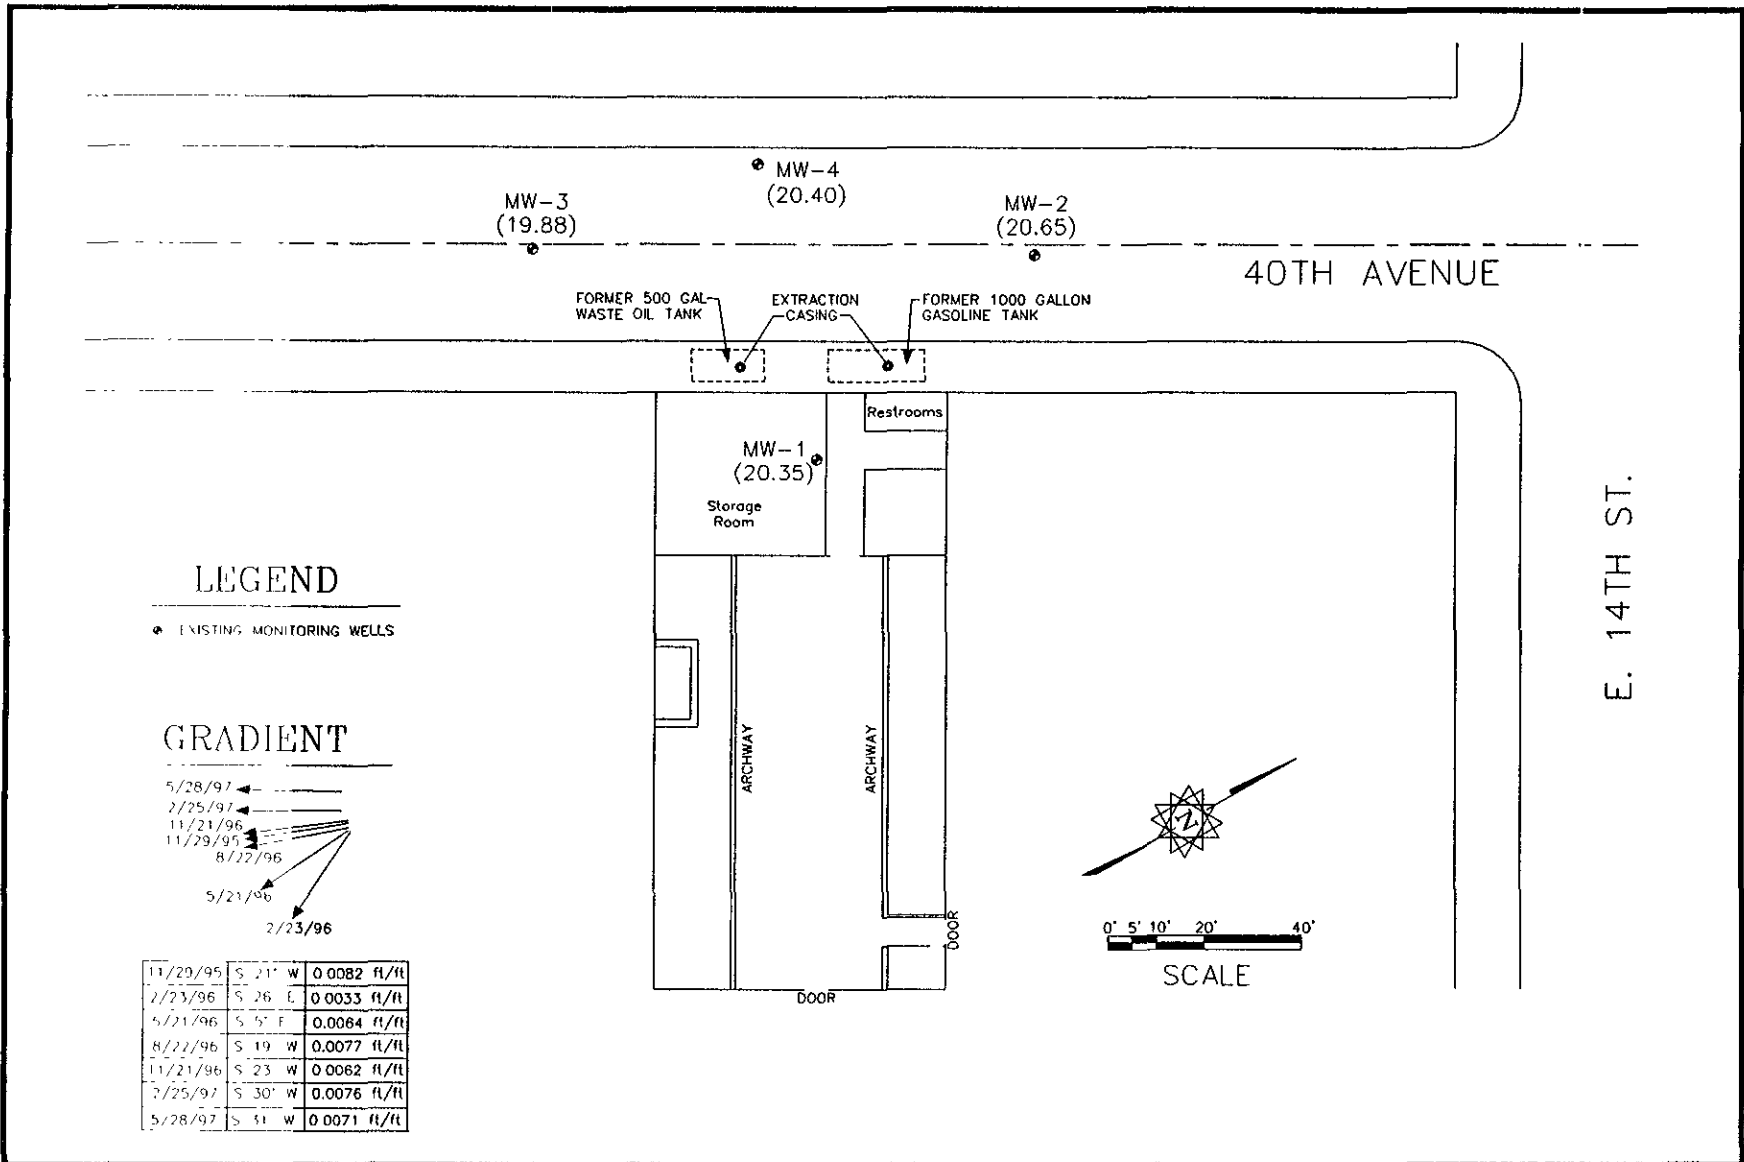 MW-4
(20.40)
MW-3
(19.88)
MW-2
(20.65)
40TH AVENUE
FORMER 500 GAL
WASTE OIL TANK
EXTRACTION
CASING
FORMER 1000 GALLON
GASOLINE TANK
Restrooms
MW-1
(20.35)
Storage
Room
E. 14TH ST.
LEGEND
EXISTING MONITORING WELLS
GRADIENT
5/28/97
2/25/97
11/21/96
11/29/95
8/22/96
5/21/96
2/23/96
ARCHWAY
ARCHWAY
DOOR
DOOR
N
0' 5' 10' 20' 40'
SCALE
11/29/95 S 21° W 0.0082 ft/ft
2/23/96 S 26 E 0.0033 ft/ft
5/21/96 S 5° E 0.0064 ft/ft
8/22/96 S 19 W 0.0077 ft/ft
11/21/96 S 23 W 0.0062 ft/ft
2/25/97 S 30° W 0.0076 ft/ft
5/28/97 S 31 W 0.0071 ft/ft